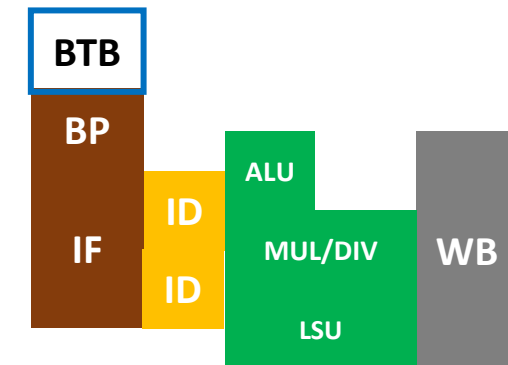 BTB
BP
IF
ID
ID
ALU
MUL/DIV
LSU
WB